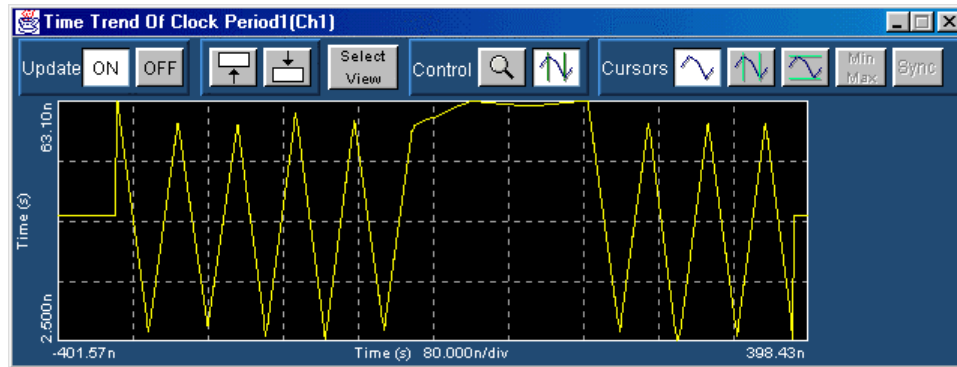 Time Trend Of Clock Period1(Ch1)
Update ON OFF Select View Control Cursors Min Max Sync
63.10n
Time (s)
2.500n
-401.57n Time (s) 80.000n/div 398.43n